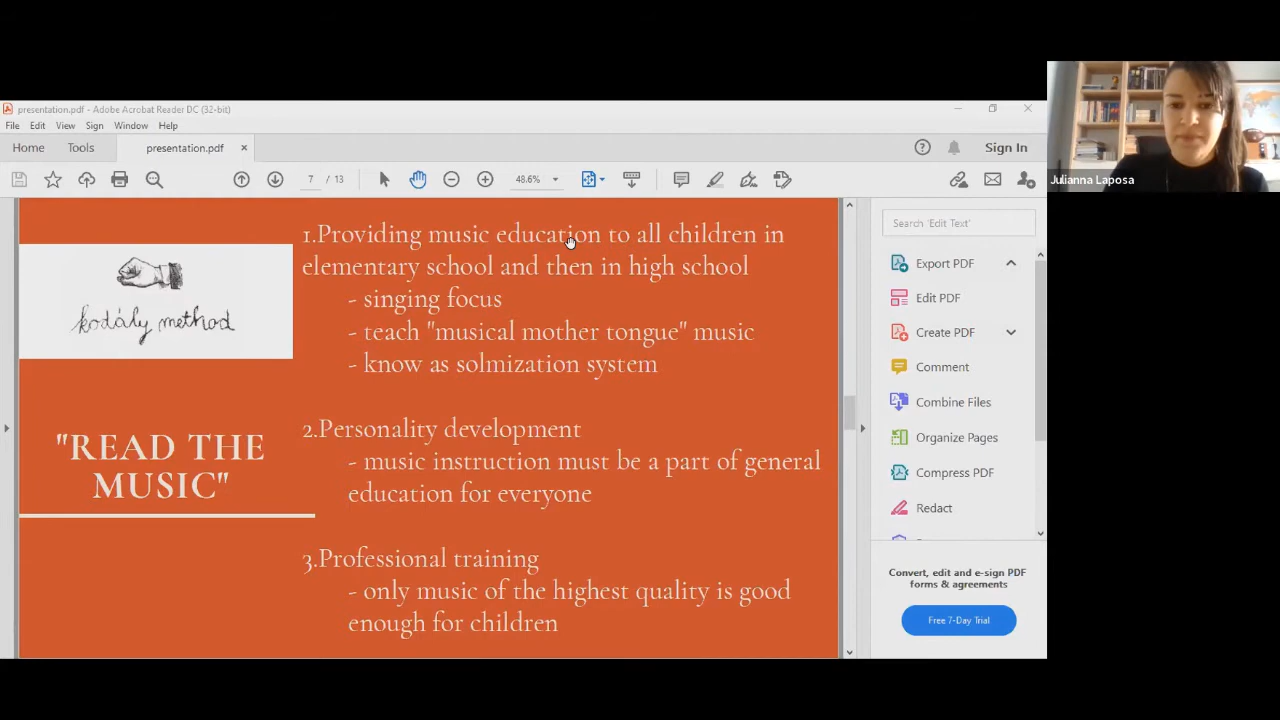 presentation.pdf - Adobe Acrobat Reader DC (32-bit)
File Edit View Sign Window Help
Home Tools presentation.pdf × Sign In
7 / 13 48.6%
1.Providing music education to all children in
elementary school and then in high school
- singing focus
- teach "musical mother tongue" music
- know as solmization system
2.Personality development
- music instruction must be a part of general
education for everyone
3.Professional training
- only music of the highest quality is good
enough for children
kodály method
"READ THE
MUSIC"
Search 'Edit Text'
Export PDF
Edit PDF
Create PDF
Comment
Combine Files
Organize Pages
Compress PDF
Redact
Convert, edit and e-sign PDF
forms & agreements
Free 7-Day Trial
Julianna Laposa